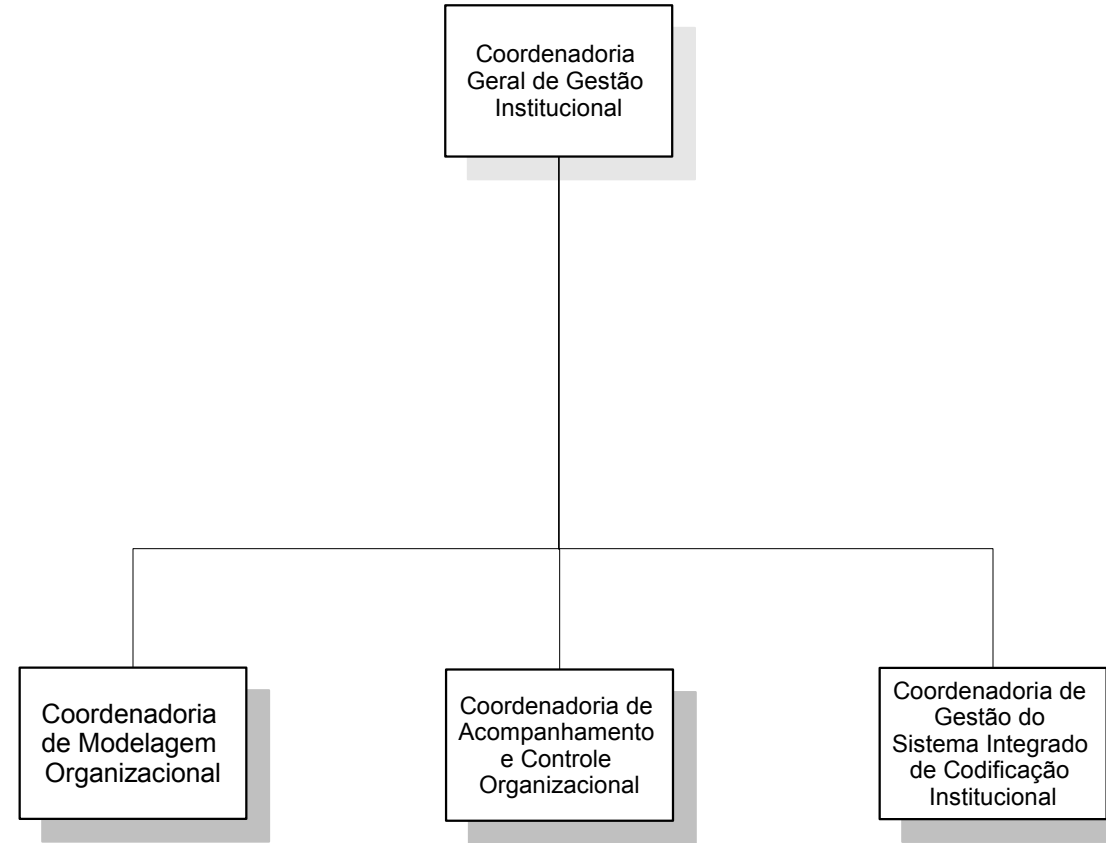 Coordenadoria
Geral de Gestão
Institucional
Coordenadoria
de Modelagem
Organizacional
Coordenadoria de
Acompanhamento
e Controle
Organizacional
Coordenadoria de
Gestão do
Sistema Integrado
de Codificação
Institucional